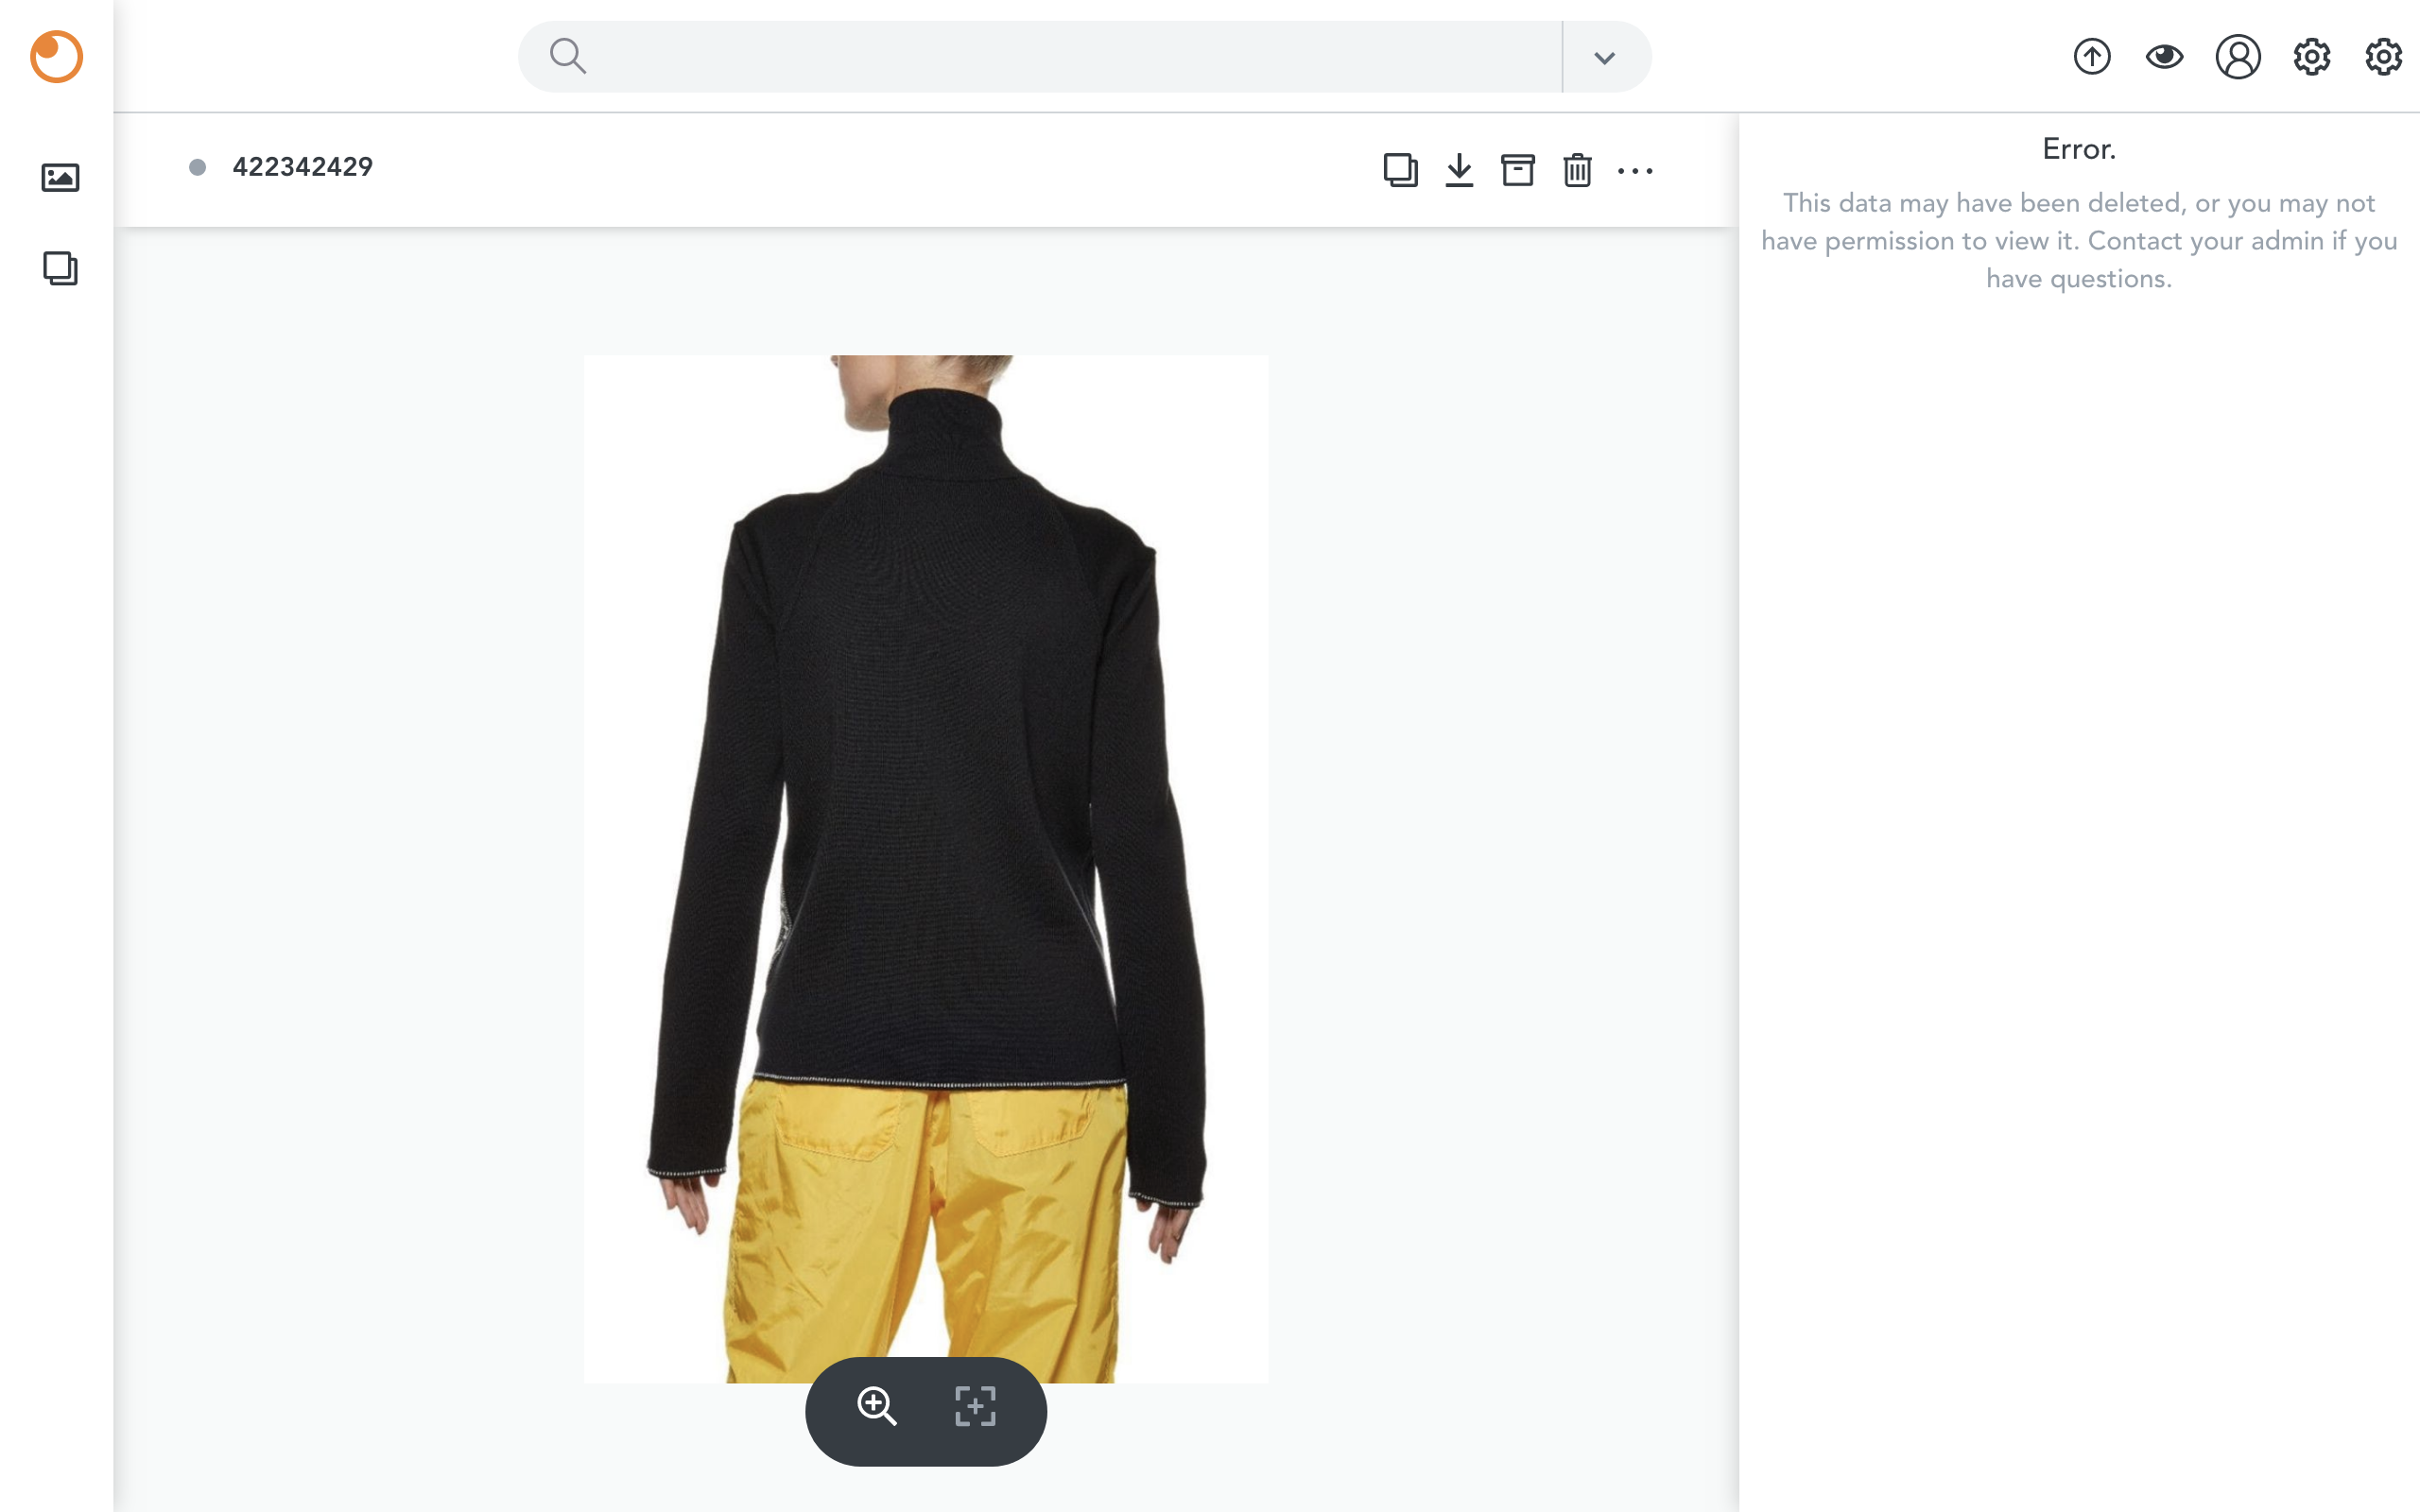 422342429
Error.
This data may have been deleted, or you may not
have permission to view it. Contact your admin if you
have questions.